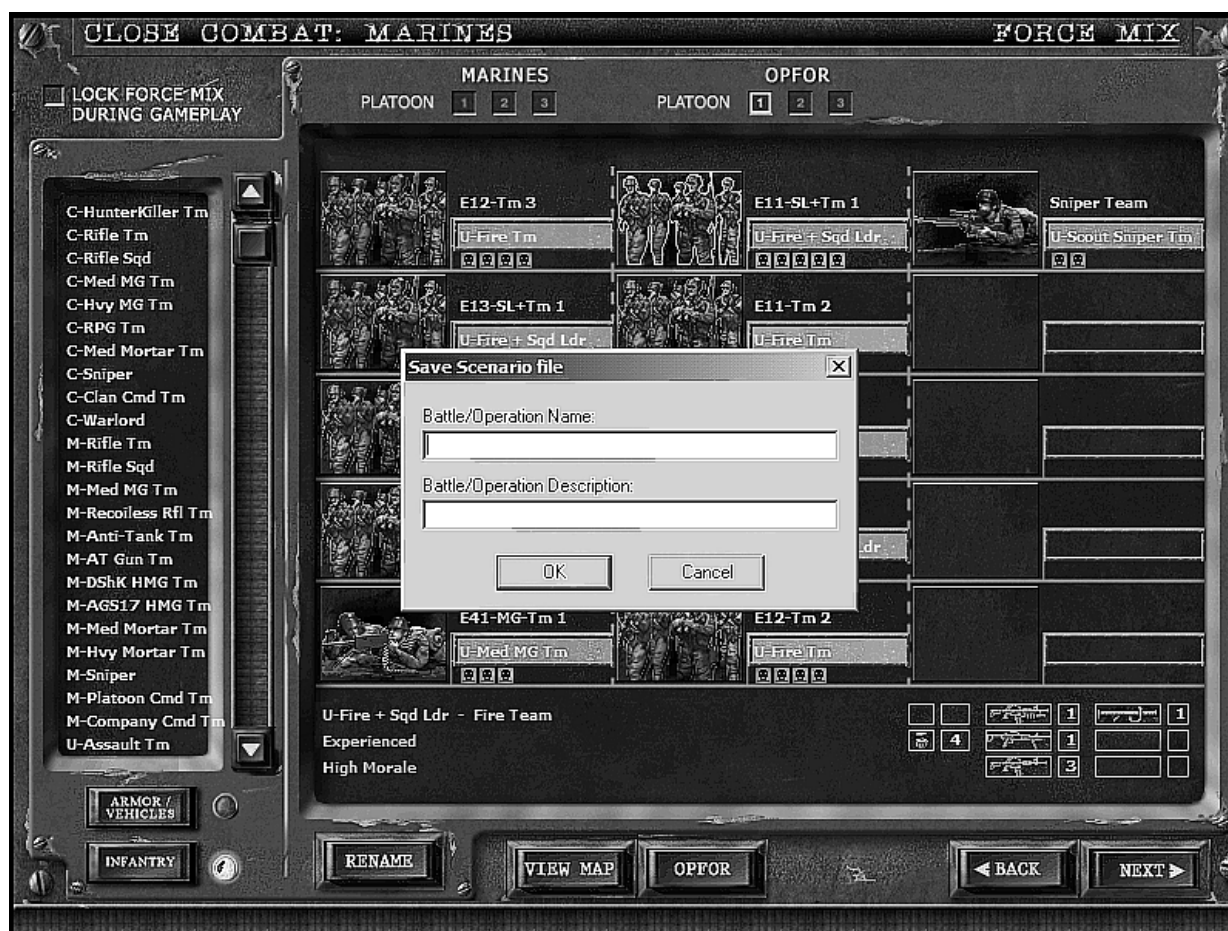 CLOSE COMBAT: MARINES
FORCE MIX
LOCK FORCE MIX
DURING GAMEPLAY
MARINES
PLATOON 1 2 3
OPFOR
PLATOON 1 2 3
C-HunterKiller Tm
C-Rifle Tm
C-Rifle Sqd
C-Med MG Tm
C-Hvy MG Tm
C-RPG Tm
C-Med Mortar Tm
C-Sniper
C-Clan Cmd Tm
C-Warlord
M-Rifle Tm
M-Rifle Sqd
M-Med MG Tm
M-Recoiless Rfl Tm
M-Anti-Tank Tm
M-AT Gun Tm
M-DShK HMG Tm
M-AGS17 HMG Tm
M-Med Mortar Tm
M-Hvy Mortar Tm
M-Sniper
M-Platoon Cmd Tm
M-Company Cmd Tm
U-Assault Tm
ARMOR /
VEHICLES
INFANTRY
E12-Tm 3
U-Fire Tm
E11-SL+Tm 1
U-Fire + Sqd Ldr
Sniper Team
U-Scout Sniper Tm
E13-SL+Tm 1
U-Fire + Sqd Ldr
E11-Tm 2
U-Fire Tm
Save Scenario file
Battle/Operation Name:
Battle/Operation Description:
OK
Cancel
dr
E41-MG-Tm 1
U-Med MG Tm
E12-Tm 2
U-Fire Tm
U-Fire + Sqd Ldr - Fire Team
Experienced
High Morale
1
1
4
1
3
RENAME
VIEW MAP
OPFOR
BACK
NEXT